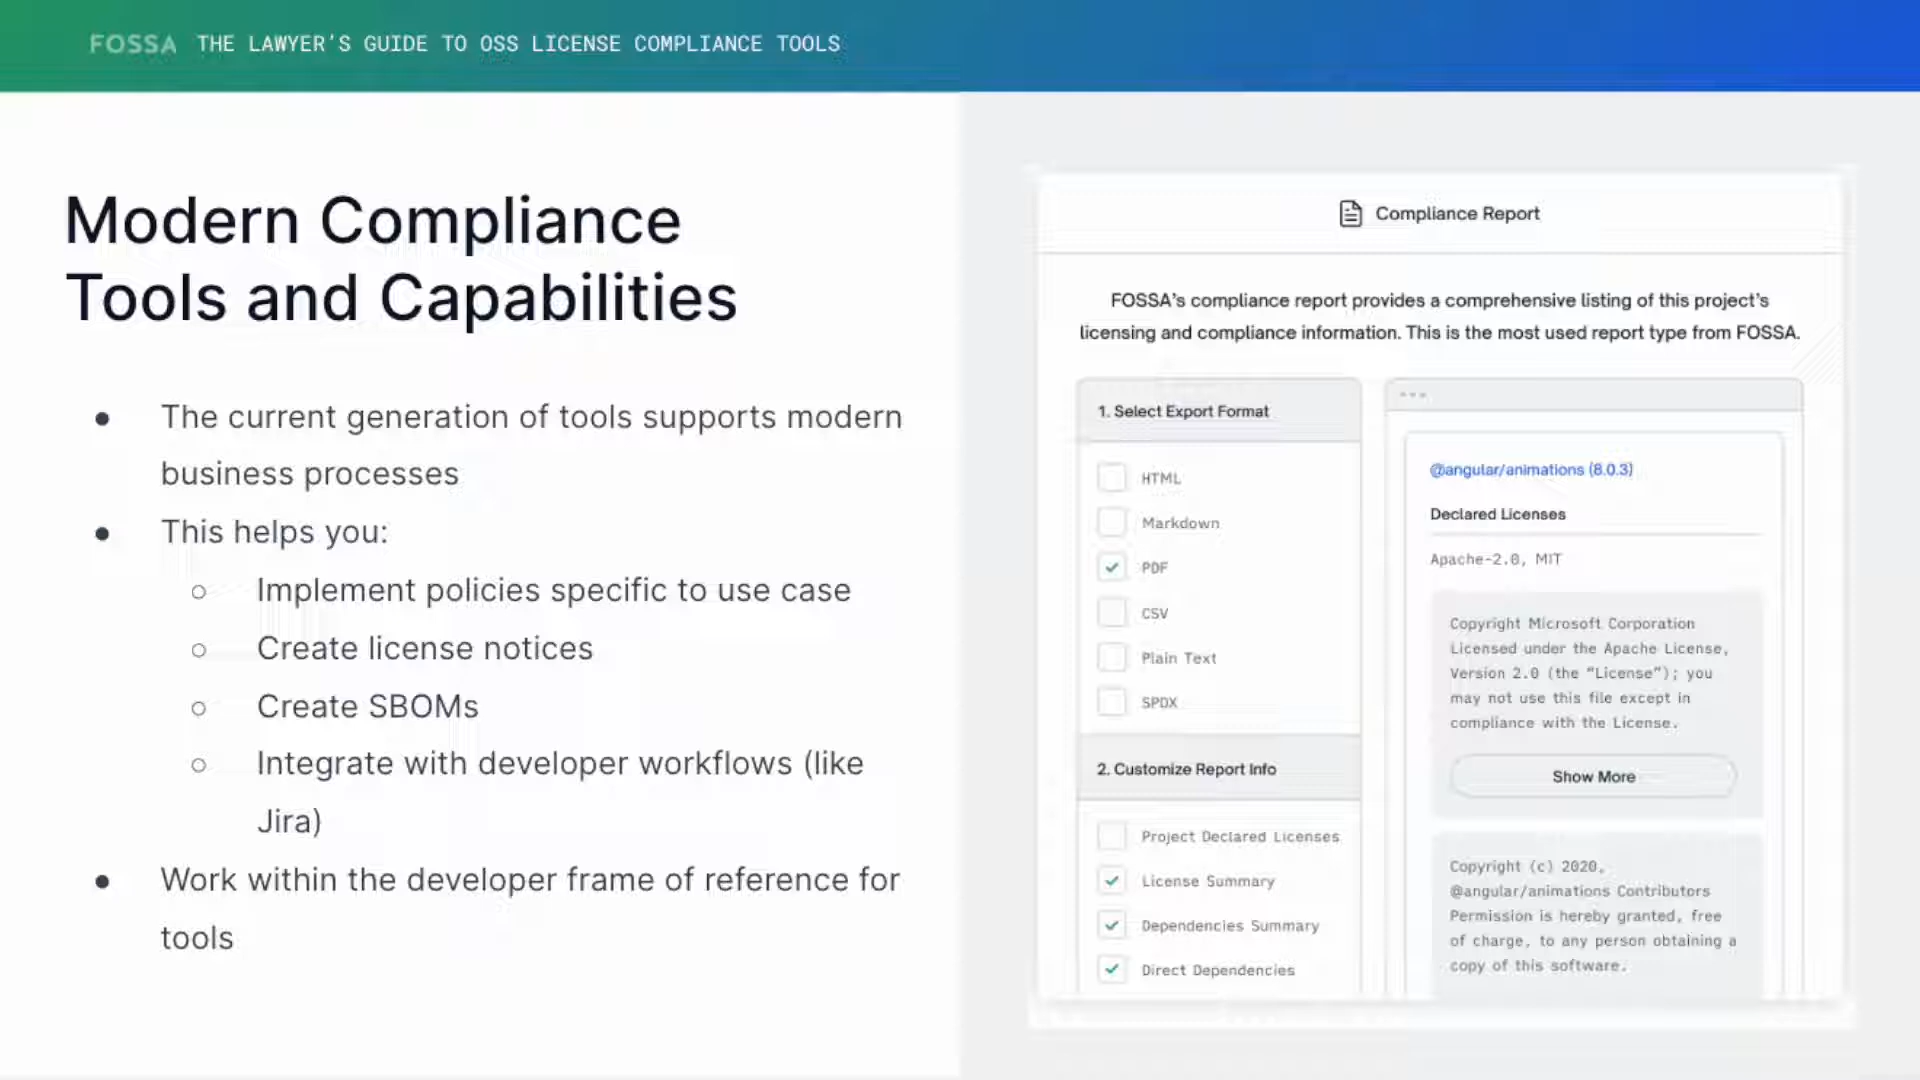 FOSSA THE LAWYER'S GUIDE TO OSS LICENSE COMPLIANCE TOOLS
Modern Compliance
Tools and Capabilities
● The current generation of tools supports modern
business processes
● This helps you:
○ Implement policies specific to use case
○ Create license notices
○ Create SBOMs
○ Integrate with developer workflows (like
Jira)
● Work within the developer frame of reference for
tools
Compliance Report
FOSSA's compliance report provides a comprehensive listing of this project's
licensing and compliance information. This is the most used report type from FOSSA.
1. Select Export Format
HTML
Markdown
PDF
CSV
Plain Text
SPDX
2. Customize Report Info
Project Declared Licenses
License Summary
Dependencies Summary
Direct Dependencies
@angular/animations (8.0.3)
Declared Licenses
Apache-2.0, MIT
Copyright Microsoft Corporation
Licensed under the Apache License,
Version 2.0 (the “License”); you
may not use this file except in
compliance with the License.
Show More
Copyright (c) 2020,
@angular/animations Contributors
Permission is hereby granted, free
of charge, to any person obtaining a
copy of this software.